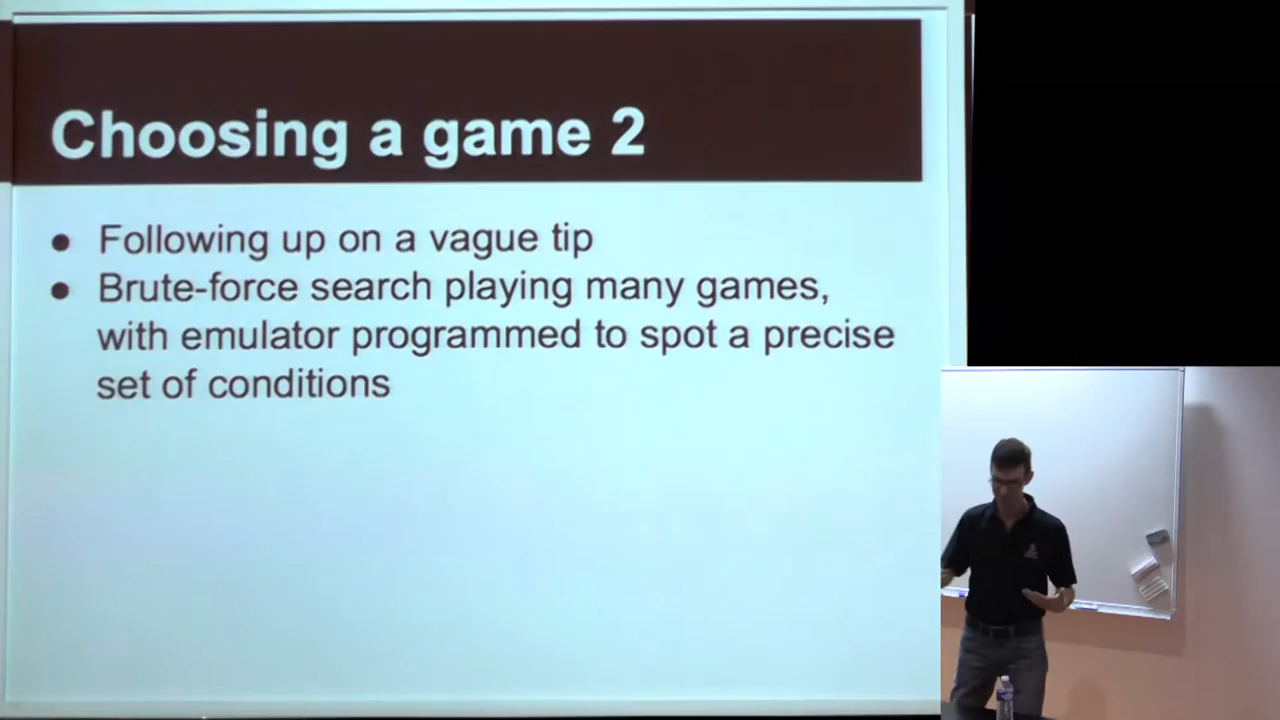 Choosing a game 2
● Following up on a vague tip
● Brute-force search playing many games,
with emulator programmed to spot a precise
set of conditions